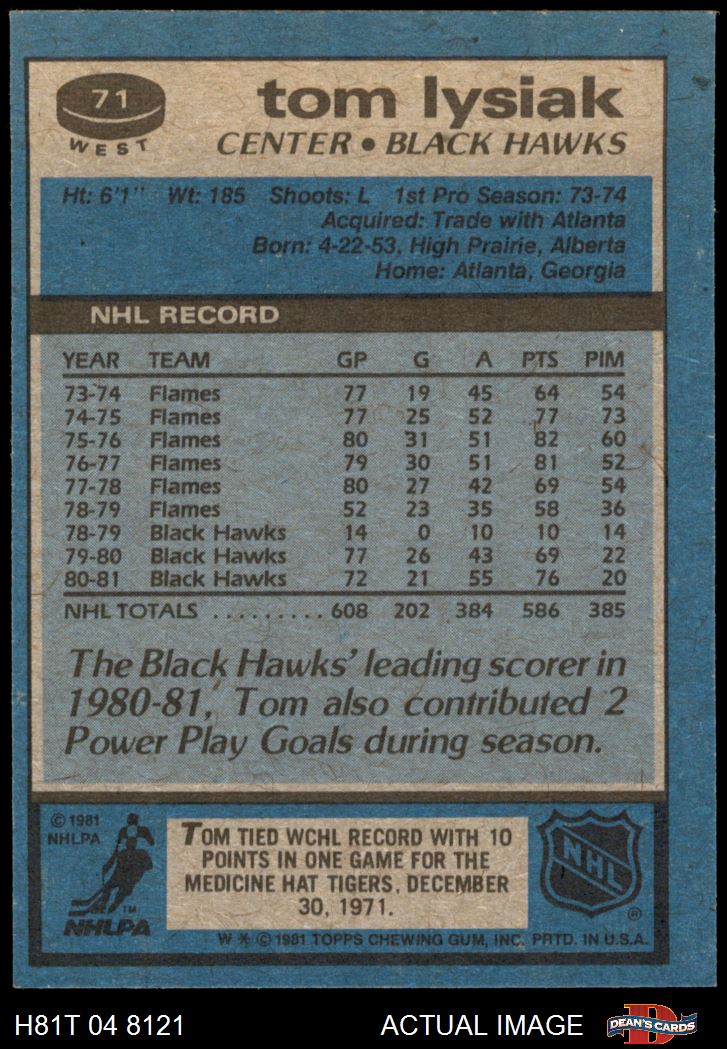 71
WEST
tom lysiak
CENTER • BLACK HAWKS
Ht: 6'1" Wt: 185 Shoots: L 1st Pro Season: 73-74
Acquired: Trade with Atlanta
Born: 4-22-53, High Prairie, Alberta
Home: Atlanta, Georgia
NHL RECORD
YEAR TEAM GP G A PTS PIM
73-74 Flames 77 19 45 64 54
74-75 Flames 77 25 52 77 73
75-76 Flames 80 31 51 82 60
76-77 Flames 79 30 51 81 52
77-78 Flames 80 27 42 69 54
78-79 Flames 52 23 35 58 36
78-79 Black Hawks 14 0 10 10 14
79-80 Black Hawks 77 26 43 69 22
80-81 Black Hawks 72 21 55 76 20
NHL TOTALS ......... 608 202 384 586 385
The Black Hawks' leading scorer in
1980-81, Tom also contributed 2
Power Play Goals during season.
© 1981
NHLPA
TM
NHLPA
TOM TIED WCHL RECORD WITH 10
POINTS IN ONE GAME FOR THE
MEDICINE HAT TIGERS, DECEMBER
30, 1971.
NHL
®
W * © 1981 TOPPS CHEWING GUM, INC. PRTD. IN U.S.A.
H81T 04 8121 ACTUAL IMAGE D DEAN'S CARDS